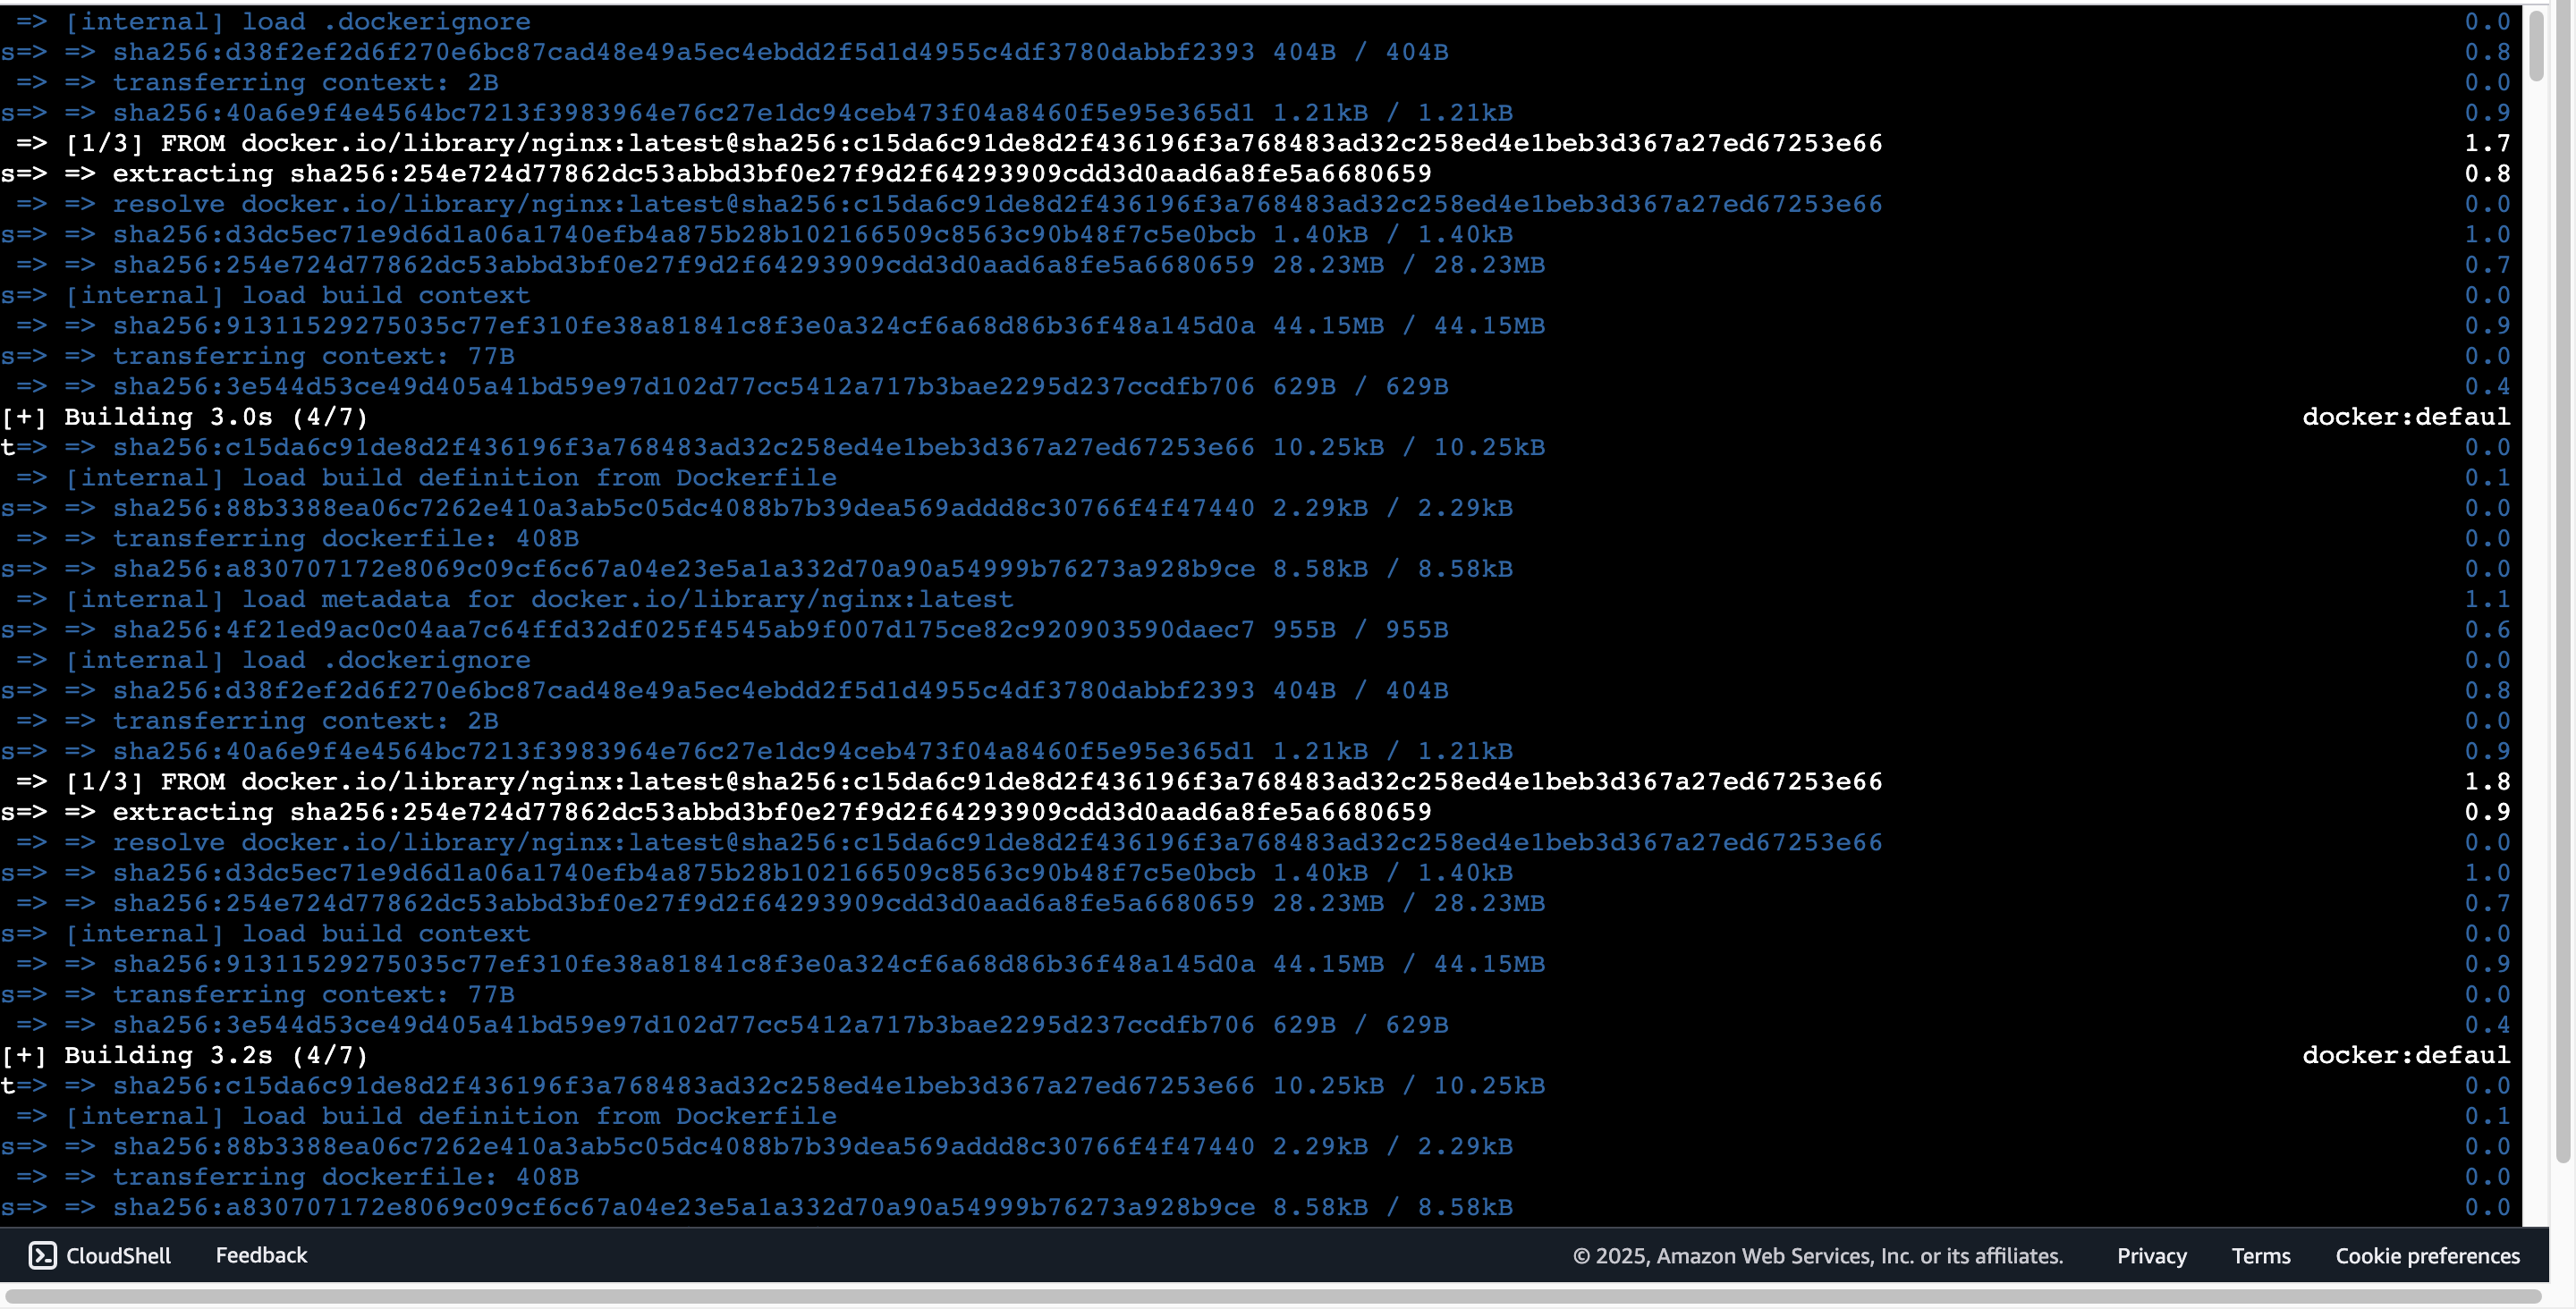 => [internal] load .dockerignore 0.0
s=> => sha256:d38f2ef2d6f270e6bc87cad48e49a5ec4ebdd2f5d1d4955c4df3780dabbf2393 404B / 404B 0.8
=> => transferring context: 2B 0.0
s=> => sha256:40a6e9f4e4564bc7213f3983964e76c27e1dc94ceb473f04a8460f5e95e365d1 1.21kB / 1.21kB 0.9
=> [1/3] FROM docker.io/library/nginx:latest@sha256:c15da6c91de8d2f436196f3a768483ad32c258ed4e1beb3d367a27ed67253e66 1.7
s=> => extracting sha256:254e724d77862dc53abbd3bf0e27f9d2f64293909cdd3d0aad6a8fe5a6680659 0.8
=> => resolve docker.io/library/nginx:latest@sha256:c15da6c91de8d2f436196f3a768483ad32c258ed4e1beb3d367a27ed67253e66 0.0
s=> => sha256:d3dc5ec71e9d6d1a06a1740efb4a875b28b102166509c8563c90b48f7c5e0bcb 1.40kB / 1.40kB 1.0
=> => sha256:254e724d77862dc53abbd3bf0e27f9d2f64293909cdd3d0aad6a8fe5a6680659 28.23MB / 28.23MB 0.7
s=> [internal] load build context 0.0
=> => sha256:91311529275035c77ef310fe38a81841c8f3e0a324cf6a68d86b36f48a145d0a 44.15MB / 44.15MB 0.9
s=> => transferring context: 77B 0.0
=> => sha256:3e544d53ce49d405a41bd59e97d102d77cc5412a717b3bae2295d237ccdfb706 629B / 629B 0.4
[+] Building 3.0s (4/7) docker:defaul
t=> => sha256:c15da6c91de8d2f436196f3a768483ad32c258ed4e1beb3d367a27ed67253e66 10.25kB / 10.25kB 0.0
=> [internal] load build definition from Dockerfile 0.1
s=> => sha256:88b3388ea06c7262e410a3ab5c05dc4088b7b39dea569addd8c30766f4f47440 2.29kB / 2.29kB 0.0
=> => transferring dockerfile: 408B 0.0
s=> => sha256:a830707172e8069c09cf6c67a04e23e5a1a332d70a90a54999b76273a928b9ce 8.58kB / 8.58kB 0.0
=> [internal] load metadata for docker.io/library/nginx:latest 1.1
s=> => sha256:4f21ed9ac0c04aa7c64ffd32df025f4545ab9f007d175ce82c920903590daec7 955B / 955B 0.6
=> [internal] load .dockerignore 0.0
s=> => sha256:d38f2ef2d6f270e6bc87cad48e49a5ec4ebdd2f5d1d4955c4df3780dabbf2393 404B / 404B 0.8
=> => transferring context: 2B 0.0
s=> => sha256:40a6e9f4e4564bc7213f3983964e76c27e1dc94ceb473f04a8460f5e95e365d1 1.21kB / 1.21kB 0.9
=> [1/3] FROM docker.io/library/nginx:latest@sha256:c15da6c91de8d2f436196f3a768483ad32c258ed4e1beb3d367a27ed67253e66 1.8
s=> => extracting sha256:254e724d77862dc53abbd3bf0e27f9d2f64293909cdd3d0aad6a8fe5a6680659 0.9
=> => resolve docker.io/library/nginx:latest@sha256:c15da6c91de8d2f436196f3a768483ad32c258ed4e1beb3d367a27ed67253e66 0.0
s=> => sha256:d3dc5ec71e9d6d1a06a1740efb4a875b28b102166509c8563c90b48f7c5e0bcb 1.40kB / 1.40kB 1.0
=> => sha256:254e724d77862dc53abbd3bf0e27f9d2f64293909cdd3d0aad6a8fe5a6680659 28.23MB / 28.23MB 0.7
s=> [internal] load build context 0.0
=> => sha256:91311529275035c77ef310fe38a81841c8f3e0a324cf6a68d86b36f48a145d0a 44.15MB / 44.15MB 0.9
s=> => transferring context: 77B 0.0
=> => sha256:3e544d53ce49d405a41bd59e97d102d77cc5412a717b3bae2295d237ccdfb706 629B / 629B 0.4
[+] Building 3.2s (4/7) docker:defaul
t=> => sha256:c15da6c91de8d2f436196f3a768483ad32c258ed4e1beb3d367a27ed67253e66 10.25kB / 10.25kB 0.0
=> [internal] load build definition from Dockerfile 0.1
s=> => sha256:88b3388ea06c7262e410a3ab5c05dc4088b7b39dea569addd8c30766f4f47440 2.29kB / 2.29kB 0.0
=> => transferring dockerfile: 408B 0.0
s=> => sha256:a830707172e8069c09cf6c67a04e23e5a1a332d70a90a54999b76273a928b9ce 8.58kB / 8.58kB 0.0
CloudShell Feedback © 2025, Amazon Web Services, Inc. or its affiliates. Privacy Terms Cookie preferences